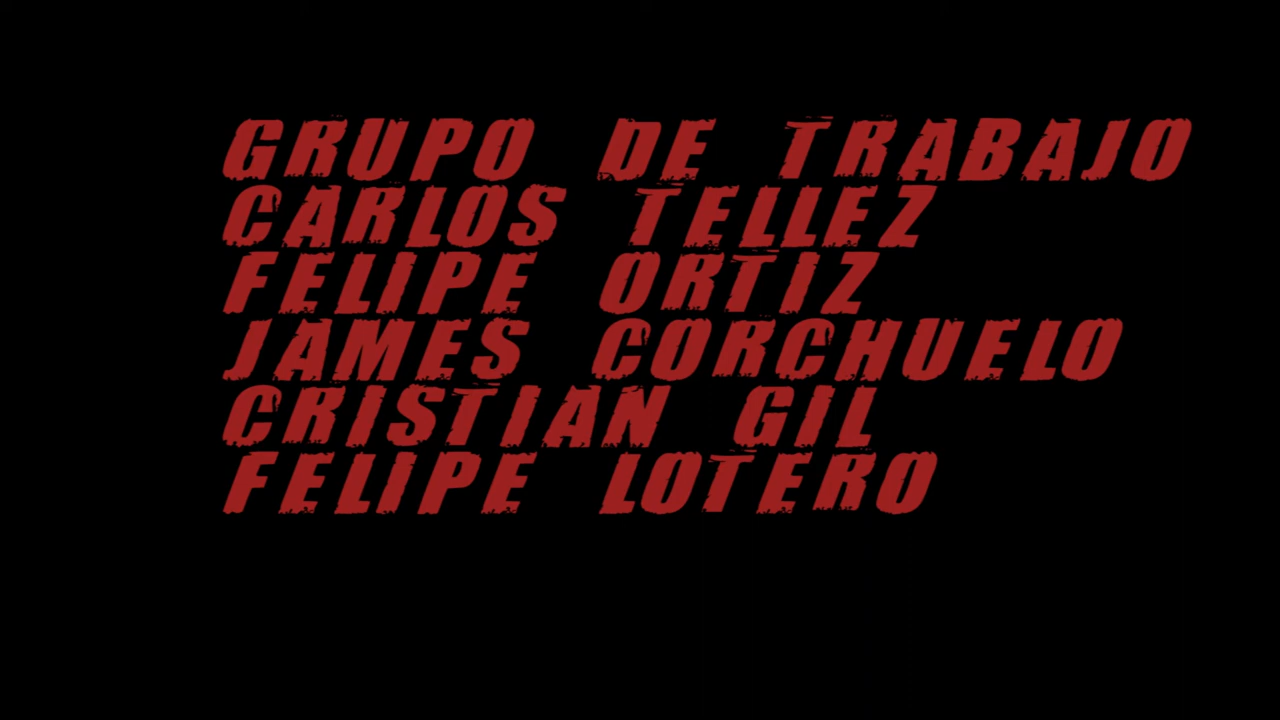 GRUPO DE TRABAJO
CARLOS TELLEZ
FELIPE ORTIZ
JAMES CORCHUELO
CRISTIAN GIL
FELIPE LOTERO